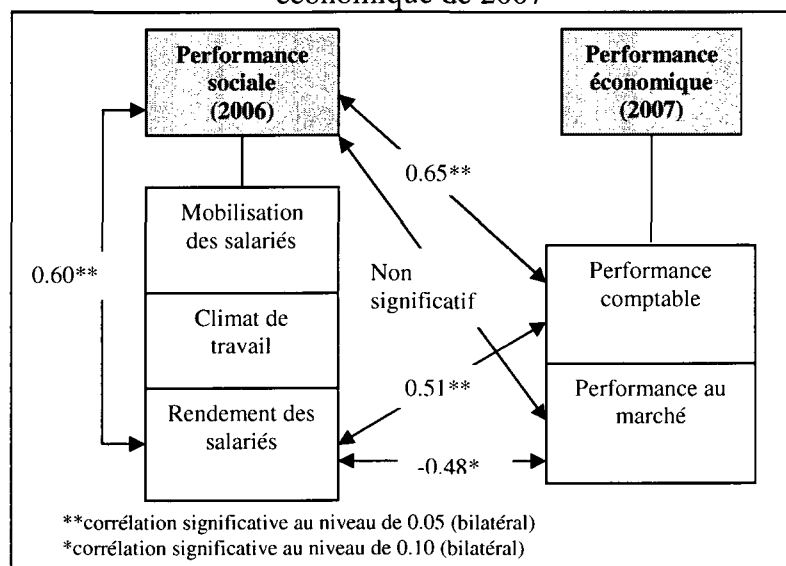 économique de 2007
Performance
sociale
(2006)
Performance
économique
(2007)
0.65**
Mobilisation
des salariés
0.60**
Non
significatif
Performance
comptable
Climat de
travail
0.51**
Performance au
marché
Rendement des
salariés
-0.48*
**corrélation significative au niveau de 0.05 (bilatéral)
*corrélation significative au niveau de 0.10 (bilatéral)